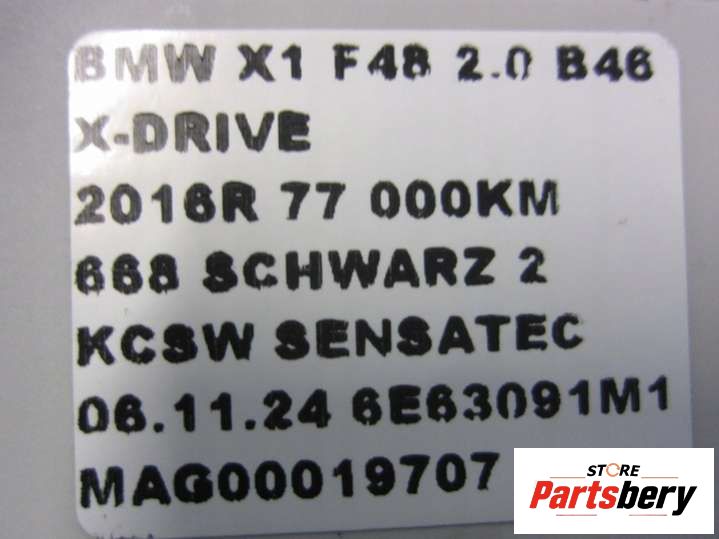 BMW X1 F48 2.0 B46
X-DRIVE
2016R 77 000KM
668 SCHWARZ 2
KCSW SENSATEC
06.11.24 6E63091M1
MAG00019707
STORE
Partsbery